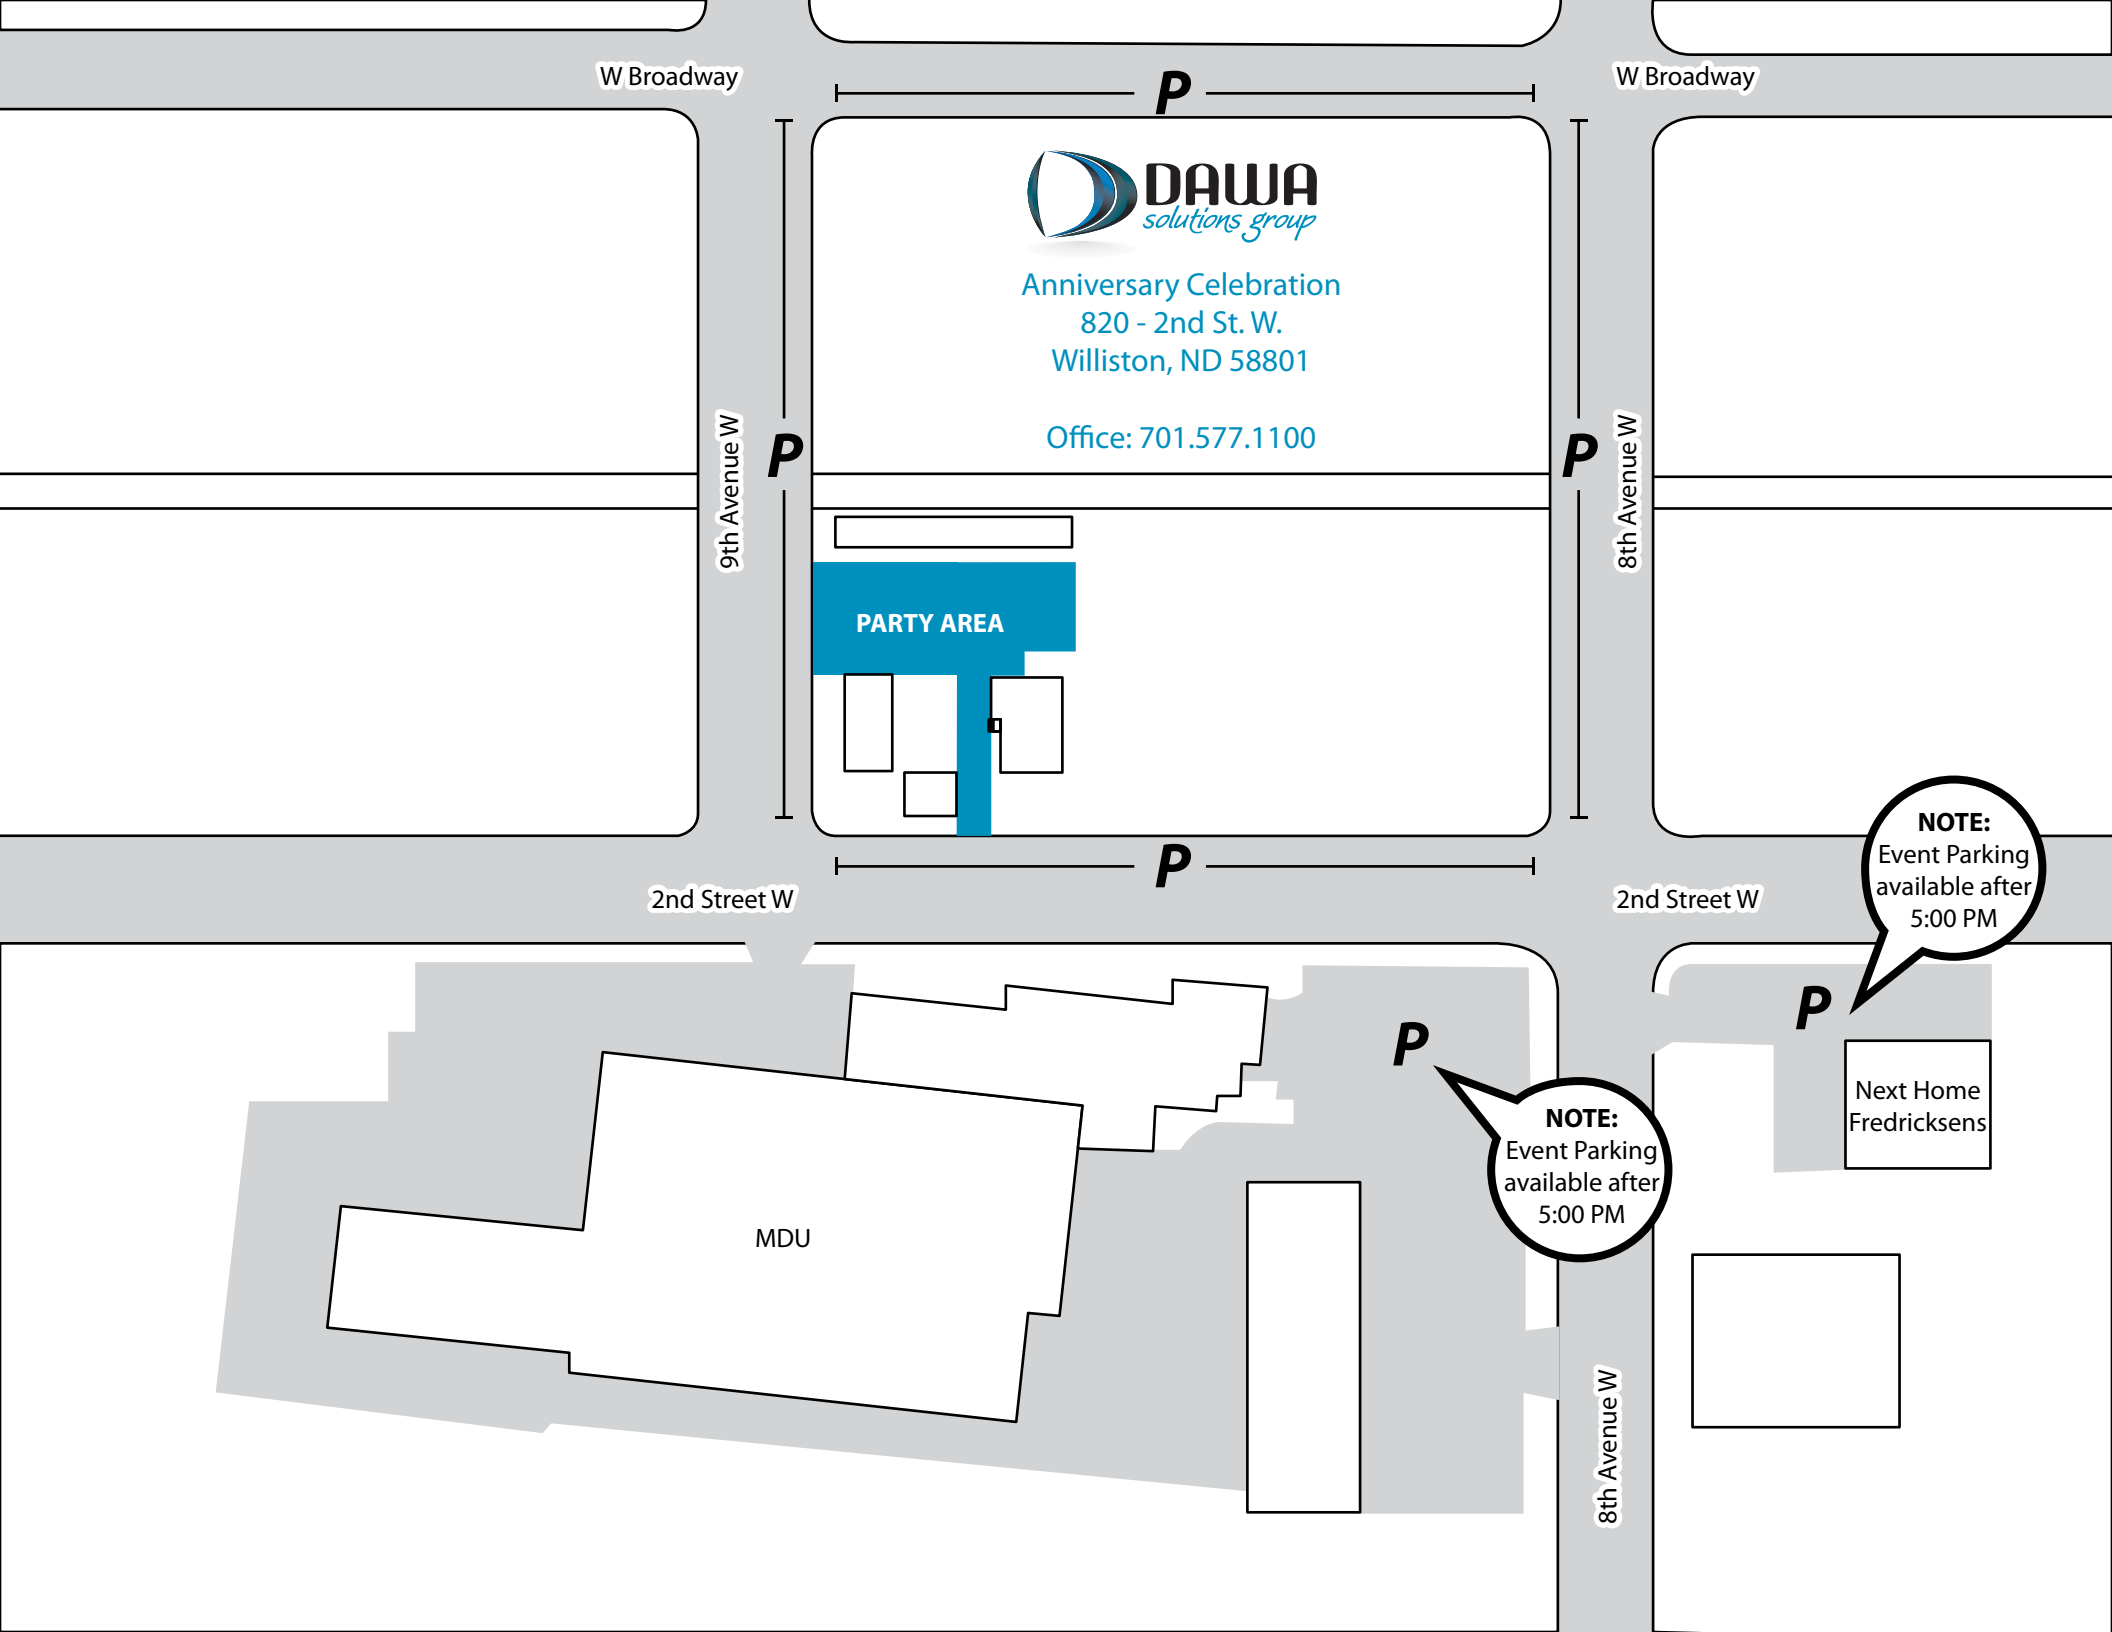 W Broadway
P
W Broadway
DAWA
solutions group
Anniversary Celebration
820 - 2nd St. W.
Williston, ND 58801
Office: 701.577.1100
9th Avenue W
P
P
8th Avenue W
PARTY AREA
P
2nd Street W
2nd Street W
NOTE:
Event Parking
available after
5:00 PM
P
P
Next Home
Fredricksens
NOTE:
Event Parking
available after
5:00 PM
MDU
8th Avenue W